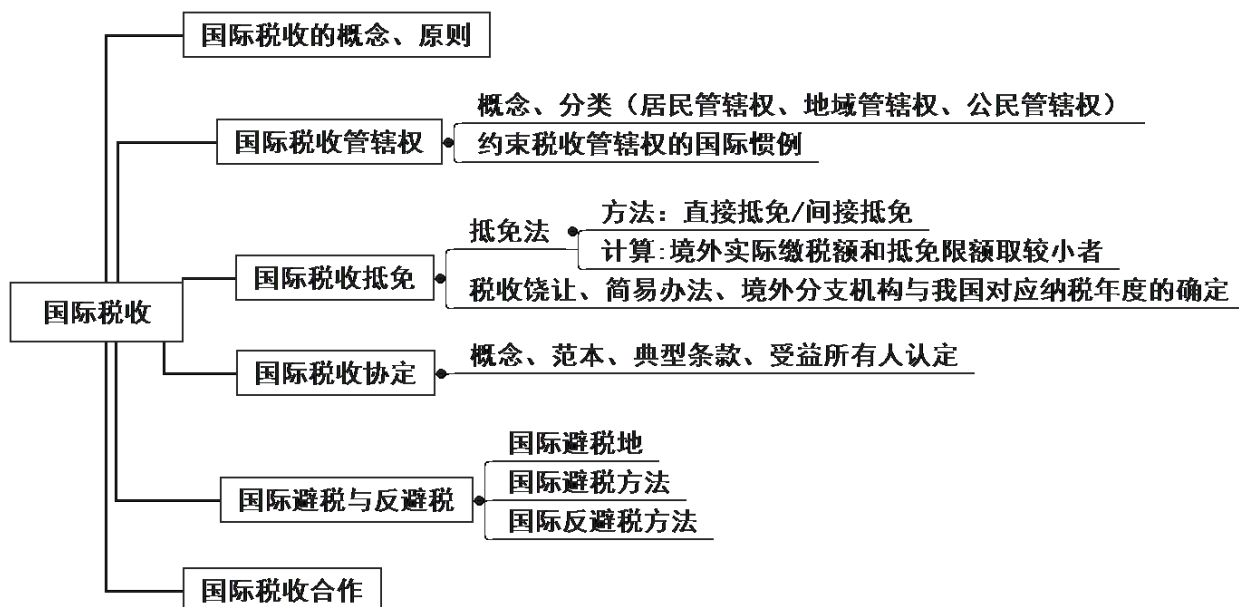 国际税收的概念、原则
概念、分类（居民管辖权、地域管辖权、公民管辖权）
国际税收管辖权
约束税收管辖权的国际惯例
方法：直接抵免/间接抵免
抵免法
计算:境外实际缴税额和抵免限额取较小者
国际税收抵免
税收饶让、简易办法、境外分支机构与我国对应纳税年度的确定
国际税收
概念、范本、典型条款、受益所有人认定
国际税收协定
国际避税地
国际避税方法
国际避税与反避税
国际反避税方法
国际税收合作